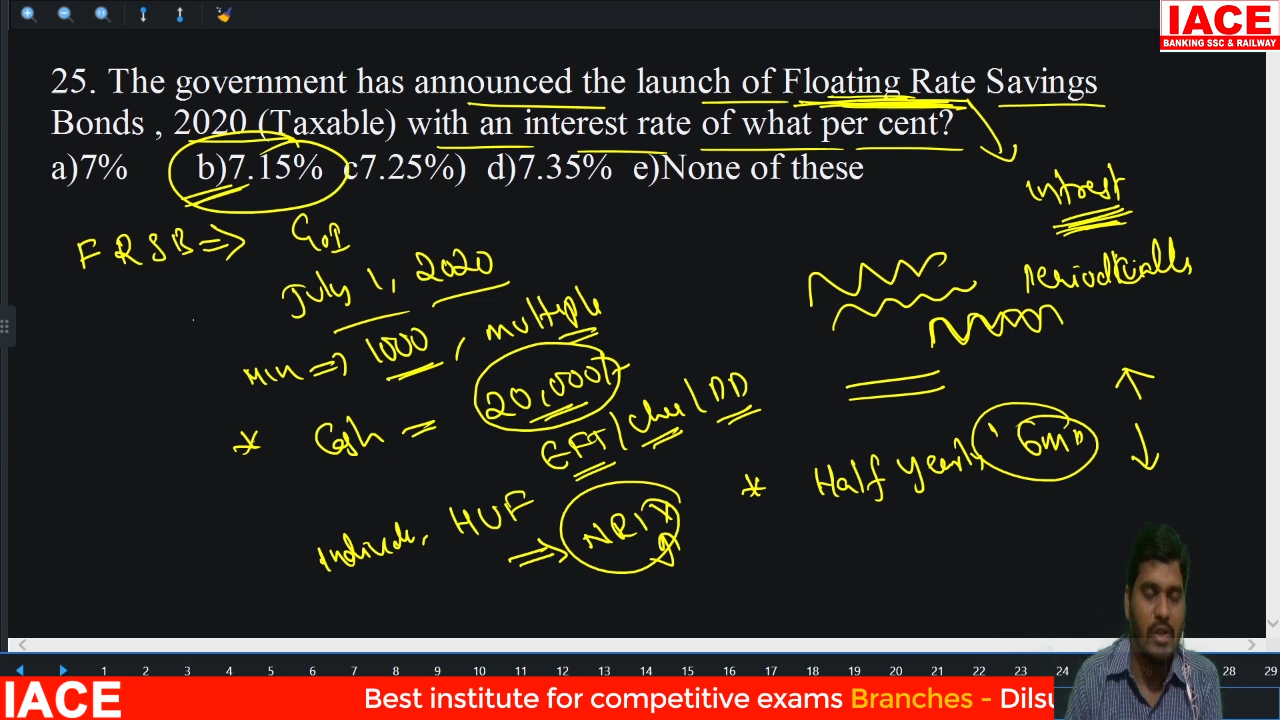 IACE
BANKING SSC & RAILWAY
25. The government has announced the launch of Floating Rate Savings
Bonds , 2020 (Taxable) with an interest rate of what per cent?
a)7% b)7.15% c7.25%) d)7.35% e)None of these
Intrest
FRSB => GoI
July 1, 2020
Min => 1000, multiple
* Cash = 20,000/-
EFT/ /DD
* Half yearly '6m'
HUF
=> NRI X
1 2 3 4 5 6 7 8 9 10 11 12 13 14 15 16 17 18 19 20 21 22 23 24 28 29
IACE Best institute for competitive exams Branches - Dilsu